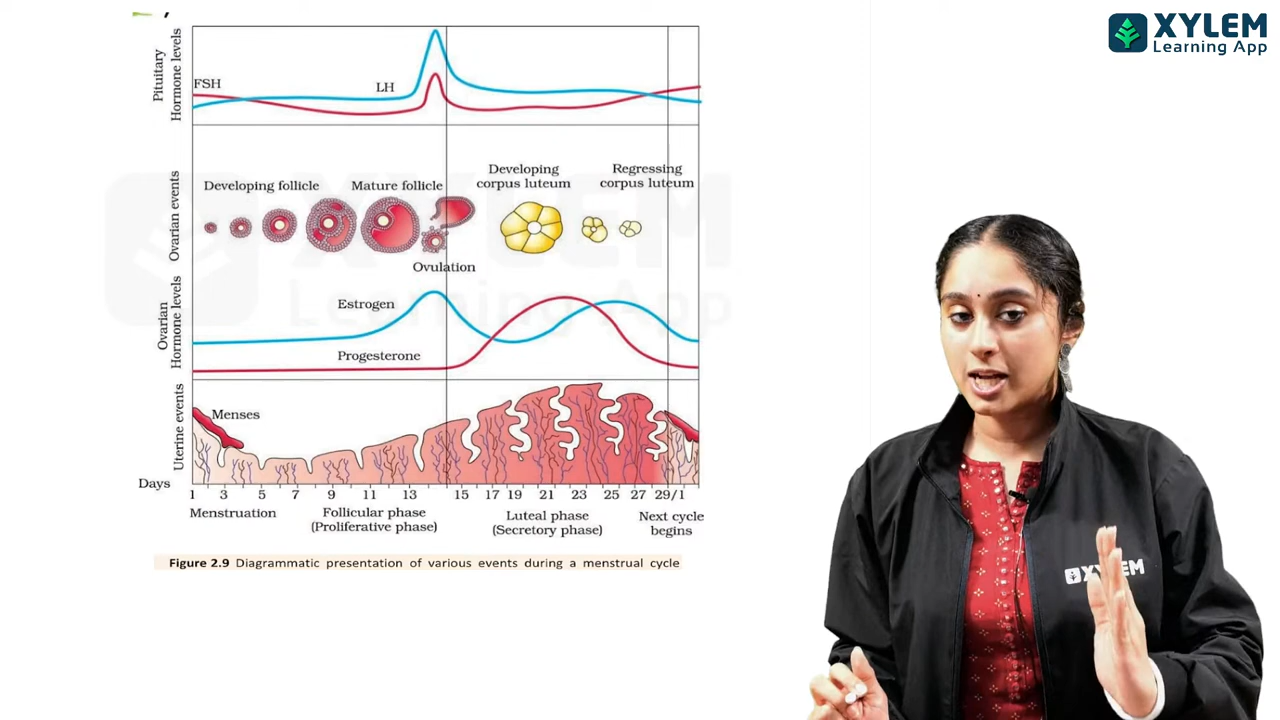 XYLEM
Learning App
Pituitary
Hormone levels
FSH
LH
Ovarian events
Developing follicle
Mature follicle
Developing
corpus luteum
Regressing
corpus luteum
Ovulation
Ovarian
Hormone levels
Estrogen
Progesterone
Uterine events
Menses
Days
1 3 5 7 9 11 13 15 17 19 21 23 25 27 29/1
Menstruation
Follicular phase
(Proliferative phase)
Luteal phase
(Secretory phase)
Next cycle
begins
Figure 2.9 Diagrammatic presentation of various events during a menstrual cycle
XYLEM
Learning App
XYLEM